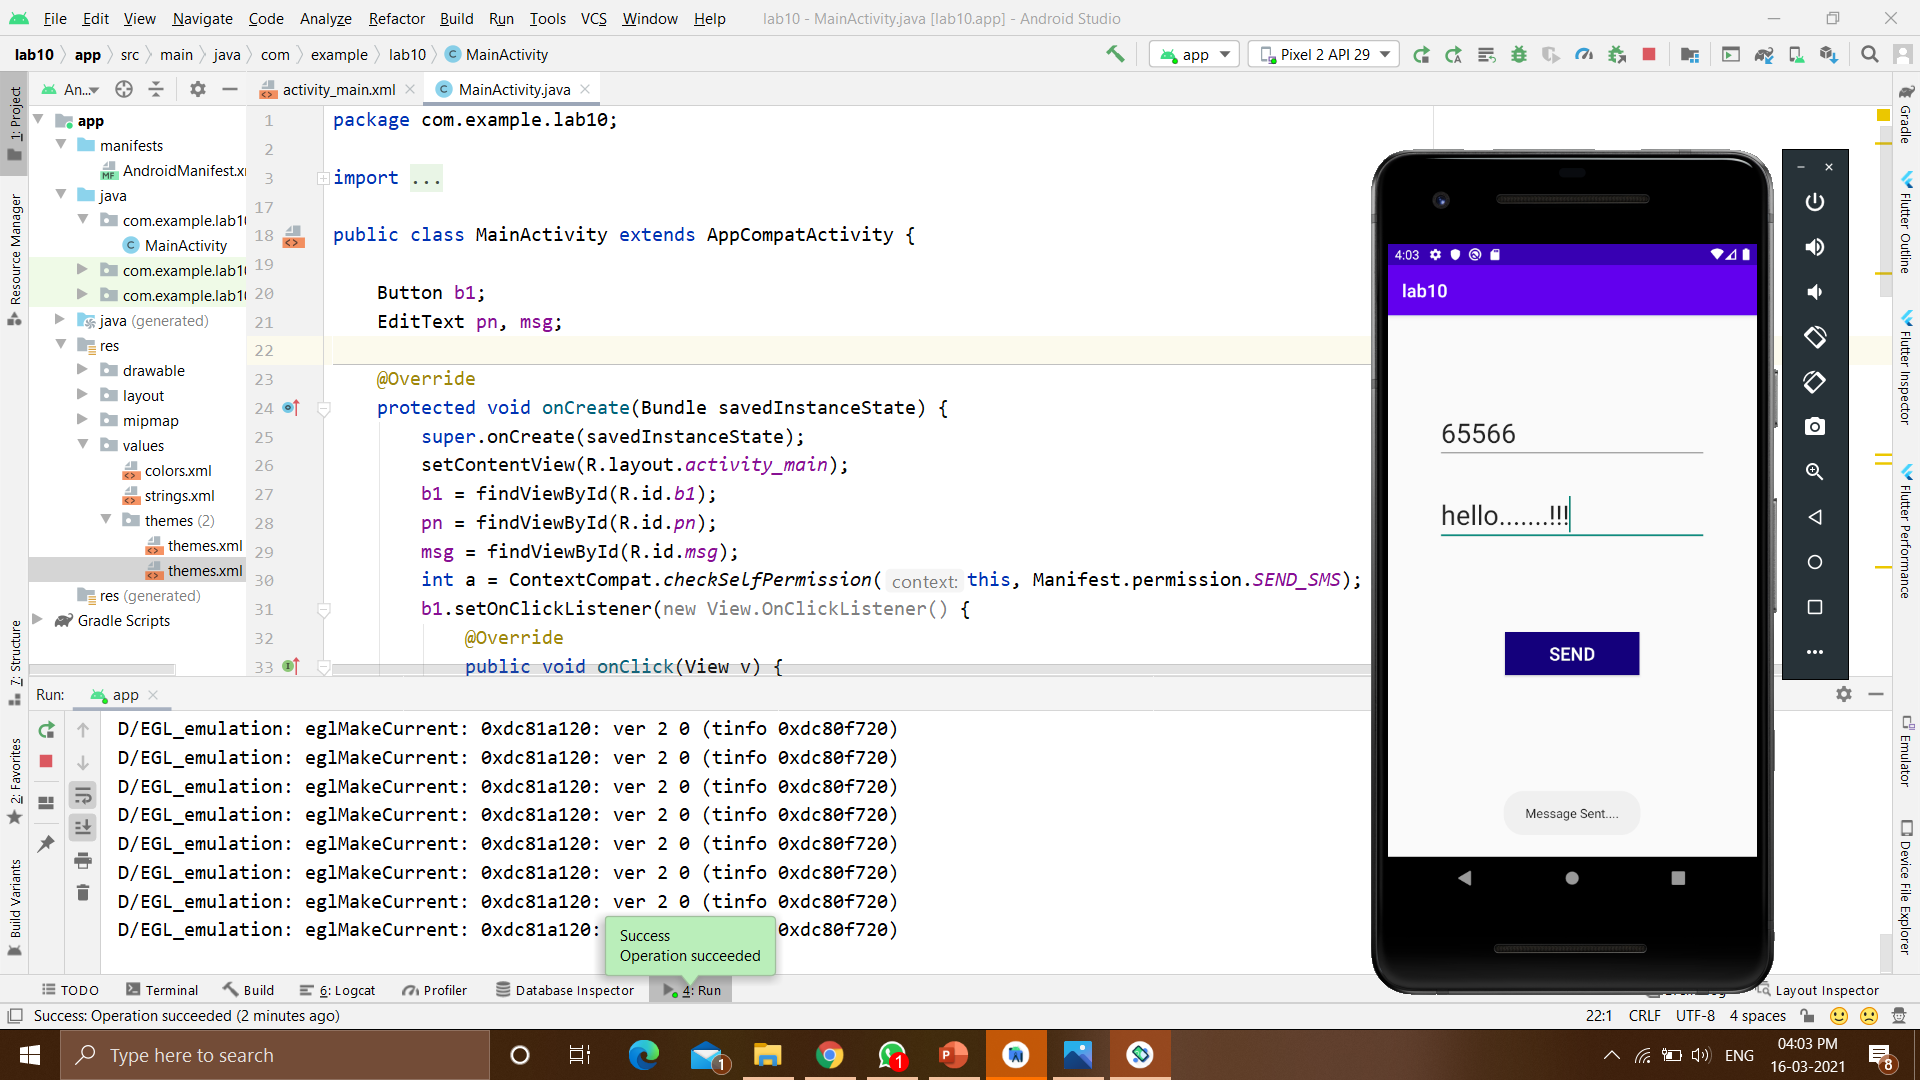 File Edit View Navigate Code Analyze Refactor Build Run Tools VCS Window Help lab10 - MainActivity.java [lab10.app] - Android Studio
lab10 app src main java com example lab10 MainActivity app Pixel 2 API 29
An... activity_main.xml MainActivity.java
1: Project
Resource Manager
7: Structure
2: Favorites
Build Variants
app
manifests
AndroidManifest.x
java
com.example.lab10
MainActivity
com.example.lab10
com.example.lab10
java (generated)
res
drawable
layout
mipmap
values
colors.xml
strings.xml
themes (2)
themes.xml
themes.xml
res (generated)
Gradle Scripts
1 package com.example.lab10;
2
3 import ...
17
18 public class MainActivity extends AppCompatActivity {
19
20 Button b1;
21 EditText pn, msg;
22
23 @Override
24 protected void onCreate(Bundle savedInstanceState) {
25 super.onCreate(savedInstanceState);
26 setContentView(R.layout.activity_main);
27 b1 = findViewById(R.id.b1);
28 pn = findViewById(R.id.pn);
29 msg = findViewById(R.id.msg);
30 int a = ContextCompat.checkSelfPermission( context: this, Manifest.permission.SEND_SMS);
31 b1.setOnClickListener(new View.OnClickListener() {
32 @Override
33 public void onClick(View v) {
4:03
lab10
65566
hello.......!!!
SEND
Message Sent....
Gradle
Flutter Outline
Flutter Inspector
Flutter Performance
Emulator
Device File Explorer
Run: app
D/EGL_emulation: eglMakeCurrent: 0xdc81a120: ver 2 0 (tinfo 0xdc80f720)
D/EGL_emulation: eglMakeCurrent: 0xdc81a120: ver 2 0 (tinfo 0xdc80f720)
D/EGL_emulation: eglMakeCurrent: 0xdc81a120: ver 2 0 (tinfo 0xdc80f720)
D/EGL_emulation: eglMakeCurrent: 0xdc81a120: ver 2 0 (tinfo 0xdc80f720)
D/EGL_emulation: eglMakeCurrent: 0xdc81a120: ver 2 0 (tinfo 0xdc80f720)
D/EGL_emulation: eglMakeCurrent: 0xdc81a120: ver 2 0 (tinfo 0xdc80f720)
D/EGL_emulation: eglMakeCurrent: 0xdc81a120: ver 2 0 (tinfo 0xdc80f720)
D/EGL_emulation: eglMakeCurrent: 0xdc81a120: 0xdc80f720)
Success
Operation succeeded
TODO Terminal Build 6: Logcat Profiler Database Inspector 4: Run Layout Inspector
Success: Operation succeeded (2 minutes ago) 22:1 CRLF UTF-8 4 spaces
Type here to search 1 1 ENG 04:03 PM
16-03-2021 8